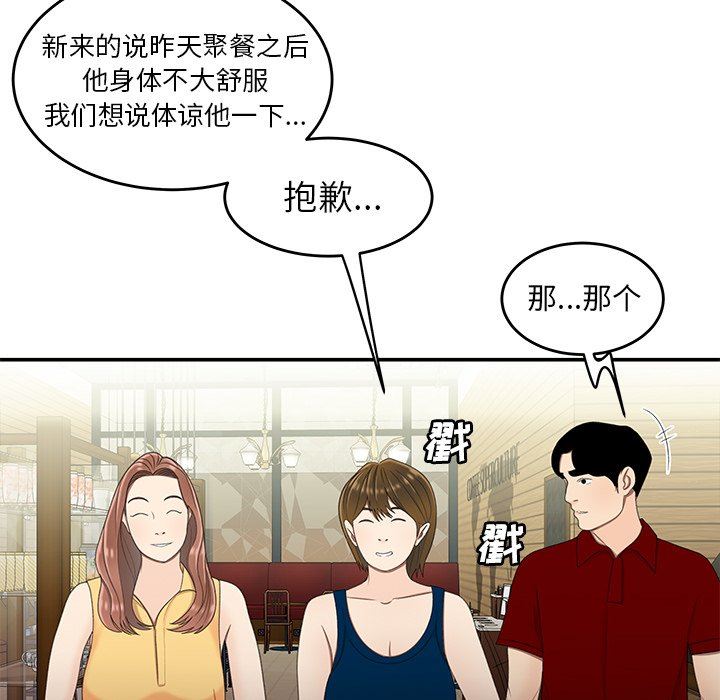 新来的说昨天聚餐之后
他身体不大舒服
我们想说体谅他一下...
抱歉...
那...那个
戳
戳